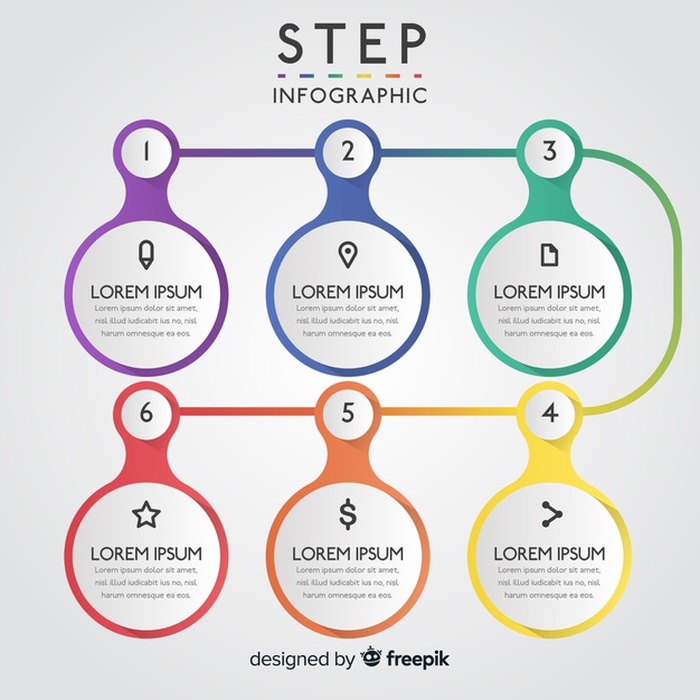 STEP
INFOGRAPHIC
1
LOREM IPSUM
Lorem ipsum dolor sit amet,
nisl illud iudicabit ius no, nisl
harum omnesque ea eos.
2
LOREM IPSUM
Lorem ipsum dolor sit amet,
nisl illud iudicabit ius no, nisl
harum omnesque ea eos.
3
LOREM IPSUM
Lorem ipsum dolor sit amet,
nisl illud iudicabit ius no, nisl
harum omnesque ea eos.
4
LOREM IPSUM
Lorem ipsum dolor sit amet,
nisl illud iudicabit ius no, nisl
harum omnesque ea eos.
5
$
LOREM IPSUM
Lorem ipsum dolor sit amet,
nisl illud iudicabit ius no, nisl
harum omnesque ea eos.
6
LOREM IPSUM
Lorem ipsum dolor sit amet,
nisl illud iudicabit ius no, nisl
harum omnesque ea eos.
designed by freepik